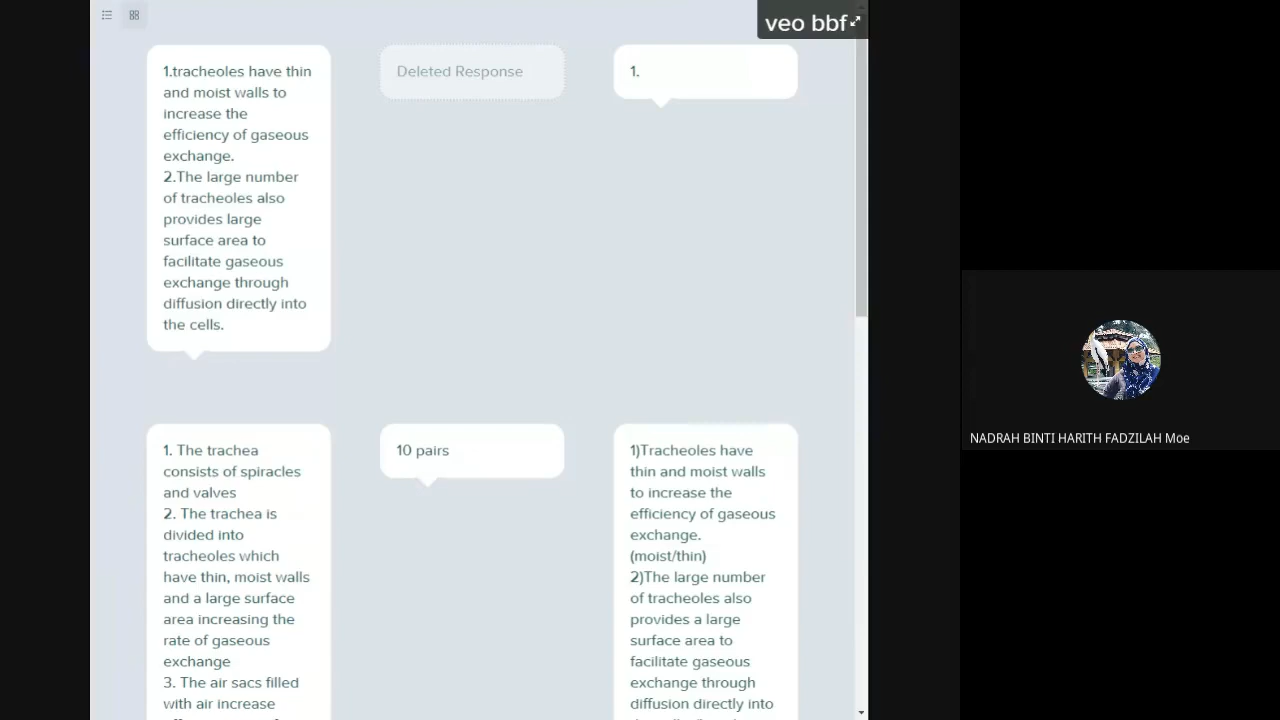 veo bbf
1.tracheoles have thin
and moist walls to
increase the
efficiency of gaseous
exchange.
2.The large number
of tracheoles also
provides large
surface area to
facilitate gaseous
exchange through
diffusion directly into
the cells.
Deleted Response
1.
1. The trachea
consists of spiracles
and valves
2. The trachea is
divided into
tracheoles which
have thin, moist walls
and a large surface
area increasing the
rate of gaseous
exchange
3. The air sacs filled
with air increase
10 pairs
1)Tracheoles have
thin and moist walls
to increase the
efficiency of gaseous
exchange.
(moist/thin)
2)The large number
of tracheoles also
provides a large
surface area to
facilitate gaseous
exchange through
diffusion directly into
NADRAH BINTI HARITH FADZILAH Moe